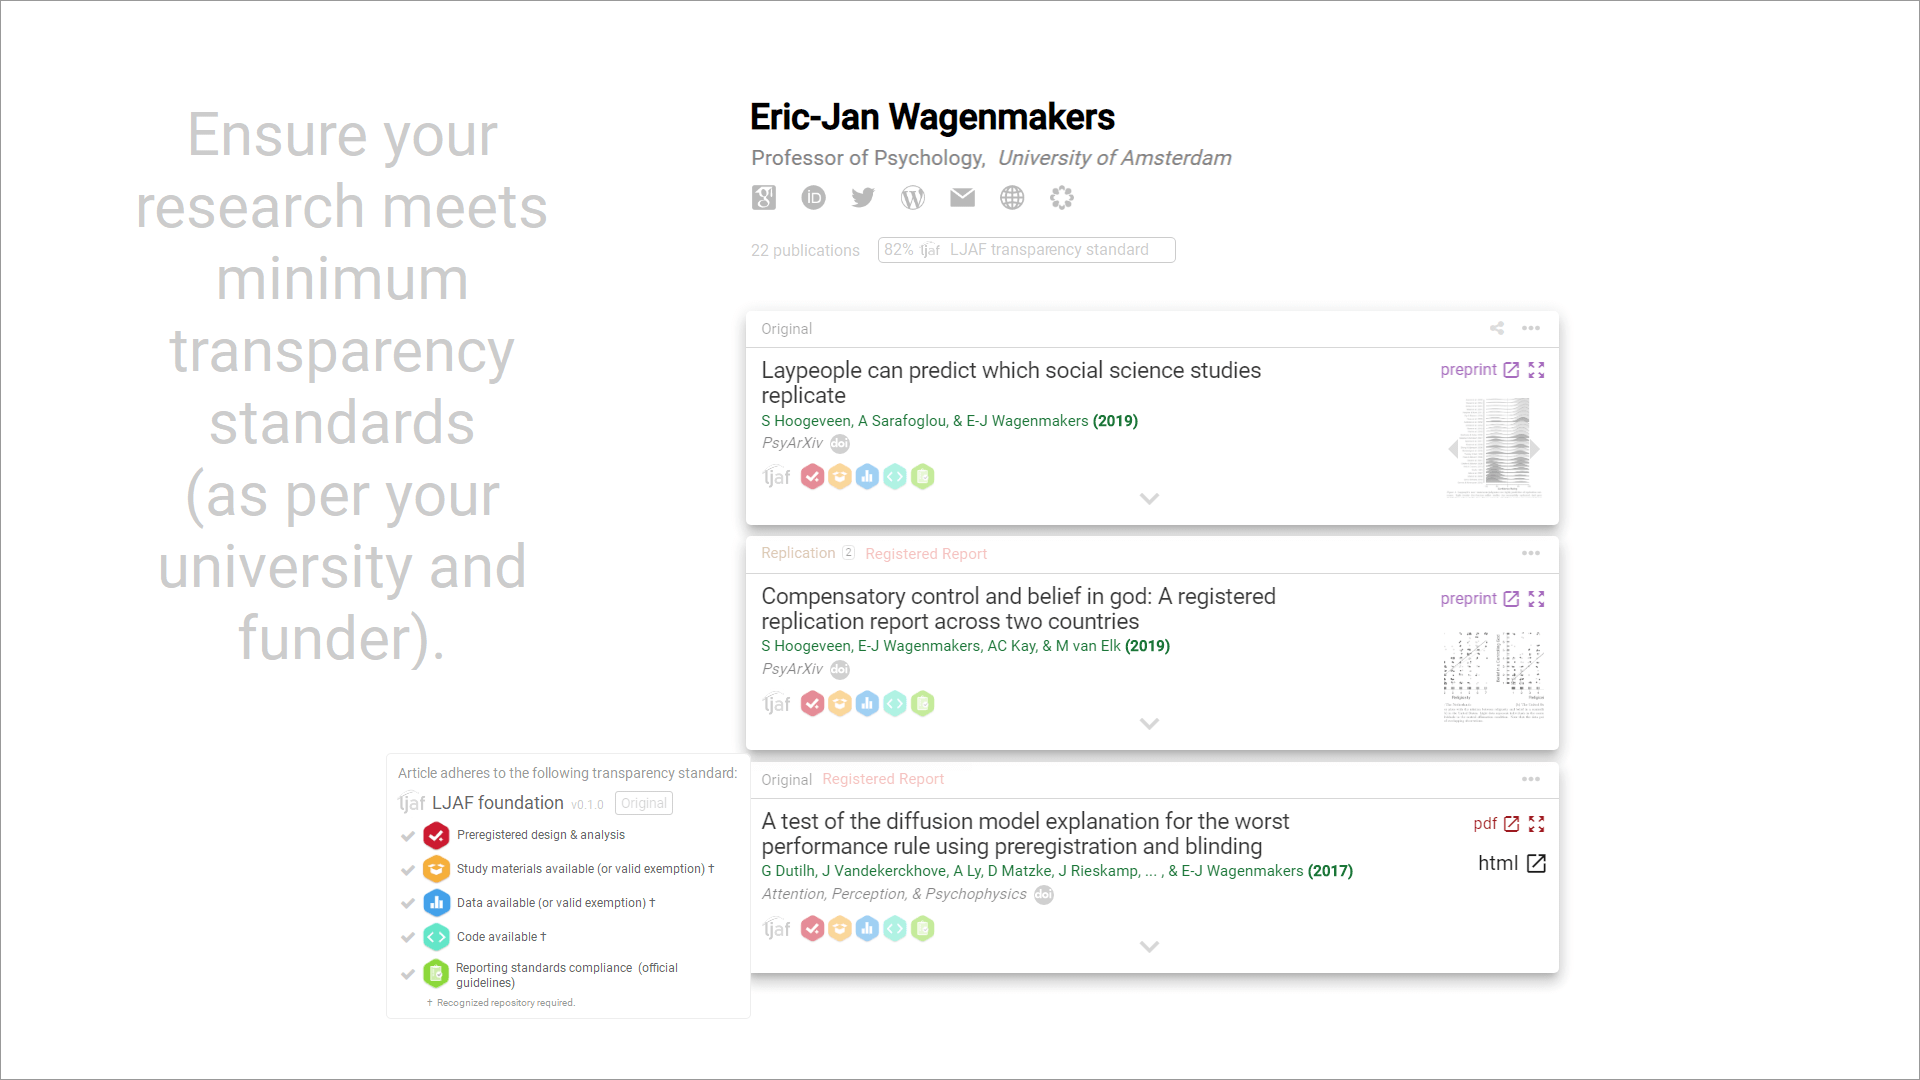 Ensure your
research meets
minimum
transparency
standards
(as per your
university and
funder).
Eric-Jan Wagenmakers
Professor of Psychology, University of Amsterdam
22 publications
82% ljaf LJAF transparency standard
Original
Laypeople can predict which social science studies
replicate
preprint
S Hoogeveen, A Sarafoglou, & E-J Wagenmakers (2019)
PsyArXiv doi
ljaf
Replication 2 Registered Report
Compensatory control and belief in god: A registered
replication report across two countries
preprint
S Hoogeveen, E-J Wagenmakers, AC Kay, & M van Elk (2019)
PsyArXiv doi
ljaf
Original Registered Report
A test of the diffusion model explanation for the worst
performance rule using preregistration and blinding
pdf
html
G Dutilh, J Vandekerckhove, A Ly, D Matzke, J Rieskamp, ... , & E-J Wagenmakers (2017)
Attention, Perception, & Psychophysics doi
ljaf
Article adheres to the following transparency standard:
ljaf LJAF foundation v0.1.0 Original
Preregistered design & analysis
Study materials available (or valid exemption) †
Data available (or valid exemption) †
Code available †
Reporting standards compliance (official
guidelines)
† Recognized repository required.